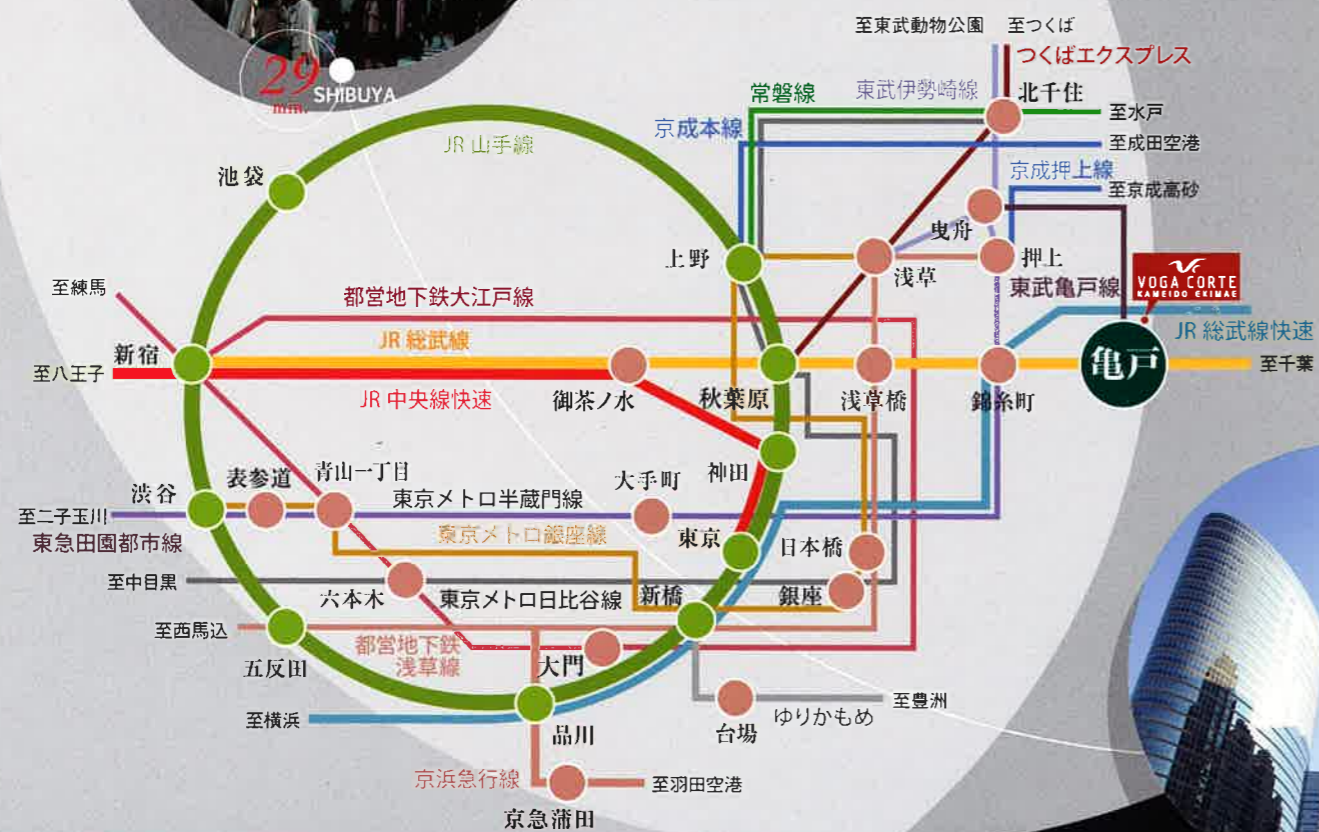 至東武動物公園
至つくば
つくばエクスプレス
29
mm.
SHIBUYA
常磐線
東武伊勢崎線
北千住
至水戸
京成本線
至成田空港
JR 山手線
京成押上線
至京成高砂
池袋
曳舟
上野
浅草
押上
東武亀戸線
VOGA CORTE
KAMEIDO EKIMAE
至練馬
都営地下鉄大江戸線
JR 総武線
JR 総武線快速
新宿
至八王子
亀戸
至千葉
JR 中央線快速
御茶ノ水
秋葉原
浅草橋
錦糸町
神田
表参道
青山一丁目
大手町
渋谷
東京メトロ半蔵門線
至二子玉川
東急田園都市線
東京メトロ銀座線
東京
日本橋
至中目黒
六本木
東京メトロ日比谷線
新橋
銀座
至西馬込
都営地下鉄
浅草線
五反田
大門
至横浜
品川
台場
ゆりかもめ
至豊洲
京浜急行線
至羽田空港
京急蒲田